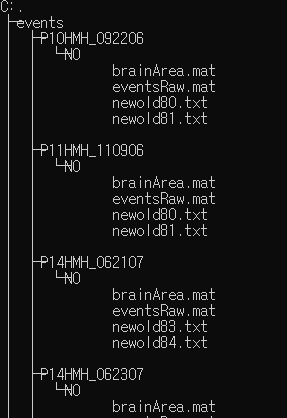 C:.
├─events
│  ├─P10HMH_092206
│  │  └─NO
│  │          brainArea.mat
│  │          eventsRaw.mat
│  │          newold80.txt
│  │          newold81.txt
│  │
│  ├─P11HMH_110906
│  │  └─NO
│  │          brainArea.mat
│  │          eventsRaw.mat
│  │          newold80.txt
│  │          newold81.txt
│  │
│  ├─P14HMH_062107
│  │  └─NO
│  │          brainArea.mat
│  │          eventsRaw.mat
│  │          newold83.txt
│  │          newold84.txt
│  │
│  ├─P14HMH_062307
│  │  └─NO
│  │          brainArea.mat